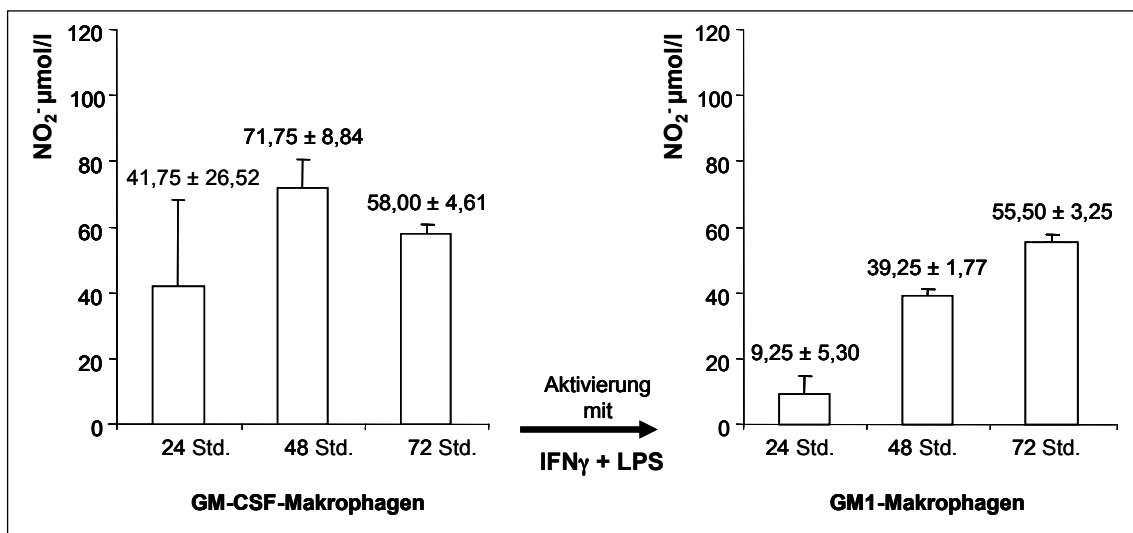 NO₂⁻ µmol/l
120
100
80
60
40
20
0
41,75 ± 26,52
71,75 ± 8,84
58,00 ± 4,61
24 Std.
48 Std.
72 Std.
GM-CSF-Makrophagen
Aktivierung
mit
IFNγ + LPS
NO₂⁻ µmol/l
120
100
80
60
40
20
0
9,25 ± 5,30
39,25 ± 1,77
55,50 ± 3,25
24 Std.
48 Std.
72 Std.
GM1-Makrophagen